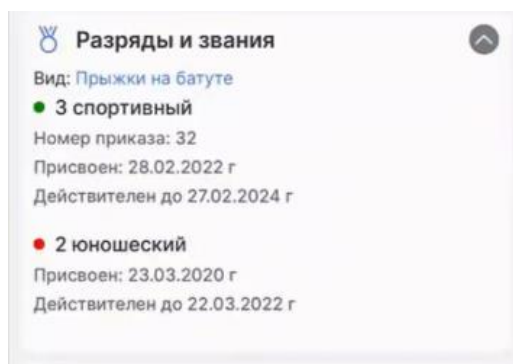 Разряды и звания
Вид: Прыжки на батуте
3 спортивный
Номер приказа: 32
Присвоен: 28.02.2022 г
Действителен до 27.02.2024 г
2 юношеский
Присвоен: 23.03.2020 г
Действителен до 22.03.2022 г